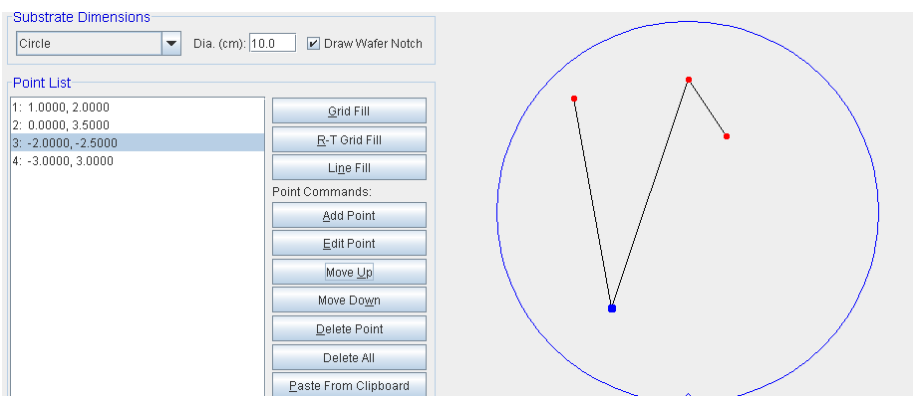 Substrate Dimensions
Circle Dia. (cm): 10.0 Draw Wafer Notch
Point List
1: 1.0000, 2.0000
2: 0.0000, 3.5000
3: -2.0000, -2.5000
4: -3.0000, 3.0000
Grid Fill
R-T Grid Fill
Line Fill
Point Commands:
Add Point
Edit Point
Move Up
Move Down
Delete Point
Delete All
Paste From Clipboard